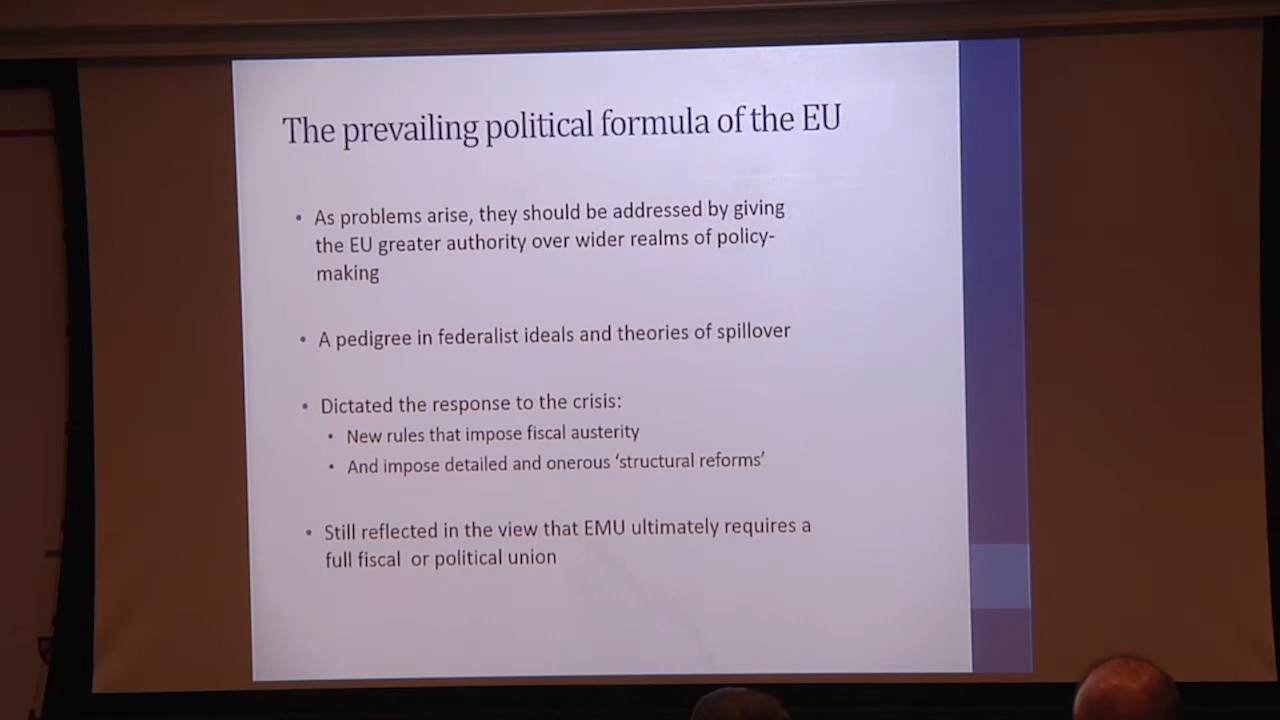 The prevailing political formula of the EU
• As problems arise, they should be addressed by giving
the EU greater authority over wider realms of policy-
making
• A pedigree in federalist ideals and theories of spillover
• Dictated the response to the crisis:
• New rules that impose fiscal austerity
• And impose detailed and onerous ‘structural reforms’
• Still reflected in the view that EMU ultimately requires a
full fiscal or political union